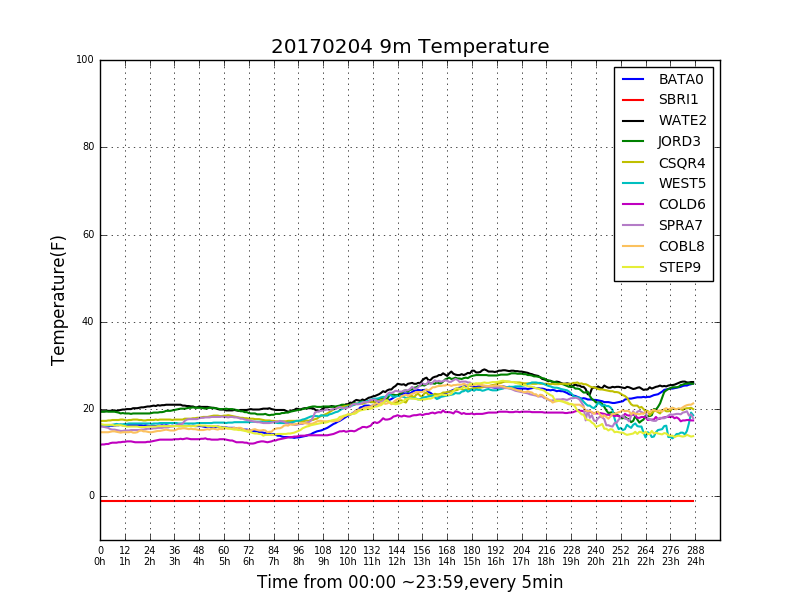 20170204 9m Temperature
100
80
60
40
20
0
Temperature(F)
BATA0
SBRI1
WATE2
JORD3
CSQR4
WEST5
COLD6
SPRA7
COBL8
STEP9
0 12 24 36 48 60 72 84 96 108 120 132 144 156 168 180 192 204 216 228 240 252 264 276 288
0h 1h 2h 3h 4h 5h 6h 7h 8h 9h 10h 11h 12h 13h 14h 15h 16h 17h 18h 19h 20h 21h 22h 23h 24h
Time from 00:00 ~23:59,every 5min